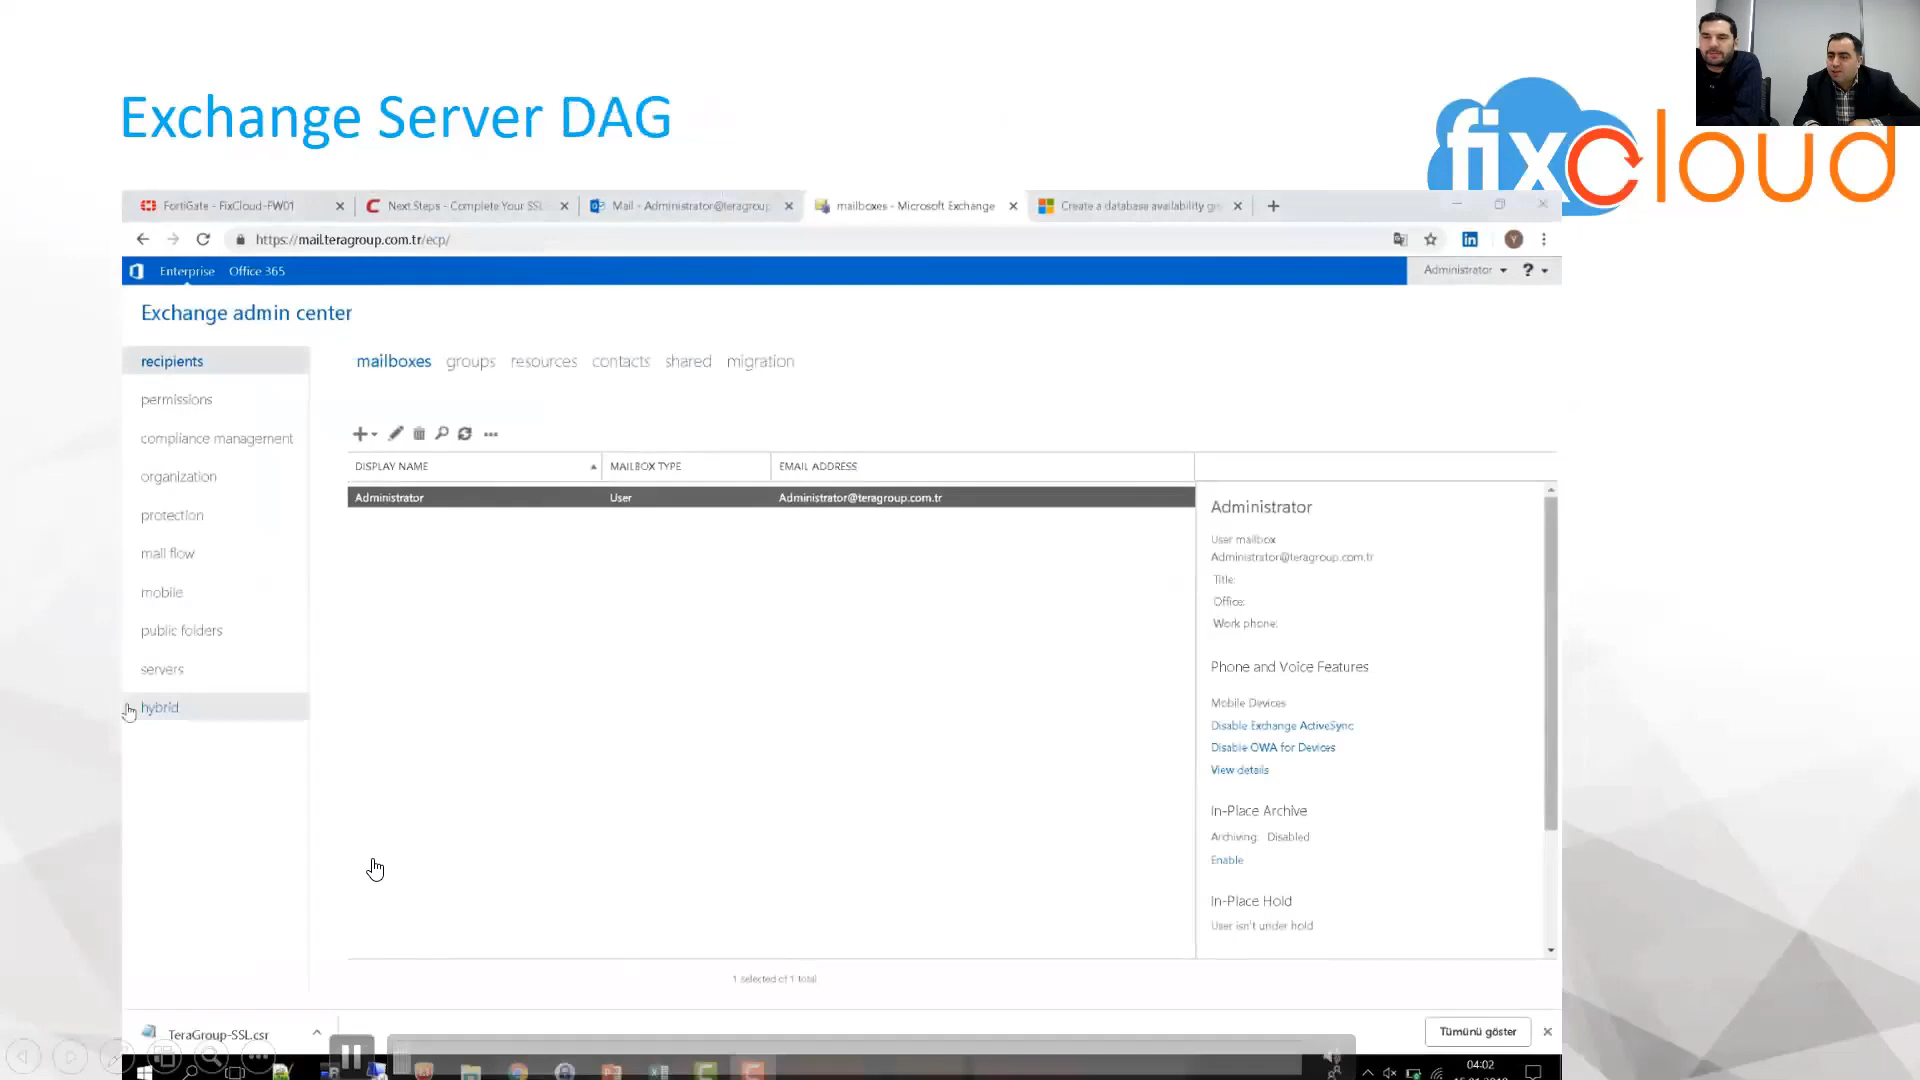 Exchange Server DAG
fixcloud
FortiGate - FixCloud-FW01
Next Steps - Complete Your SSL
Mail - Administrator@teragroup
mailboxes - Microsoft Exchange
Create a database availability gr
https://mail.teragroup.com.tr/ecp/
Enterprise Office 365
Administrator ?
Exchange admin center
recipients
permissions
compliance management
organization
protection
mail flow
mobile
public folders
servers
hybrid
mailboxes groups resources contacts shared migration
DISPLAY NAME MAILBOX TYPE EMAIL ADDRESS
Administrator User Administrator@teragroup.com.tr
Administrator
User mailbox
Administrator@teragroup.com.tr
Title:
Office:
Work phone:
Phone and Voice Features
Mobile Devices
Disable Exchange ActiveSync
Disable OWA for Devices
View details
In-Place Archive
Archiving: Disabled
Enable
In-Place Hold
User isn't under hold
1 selected of 1 total
TeraGroup-SSL.csr
Tümünü göster
04:02